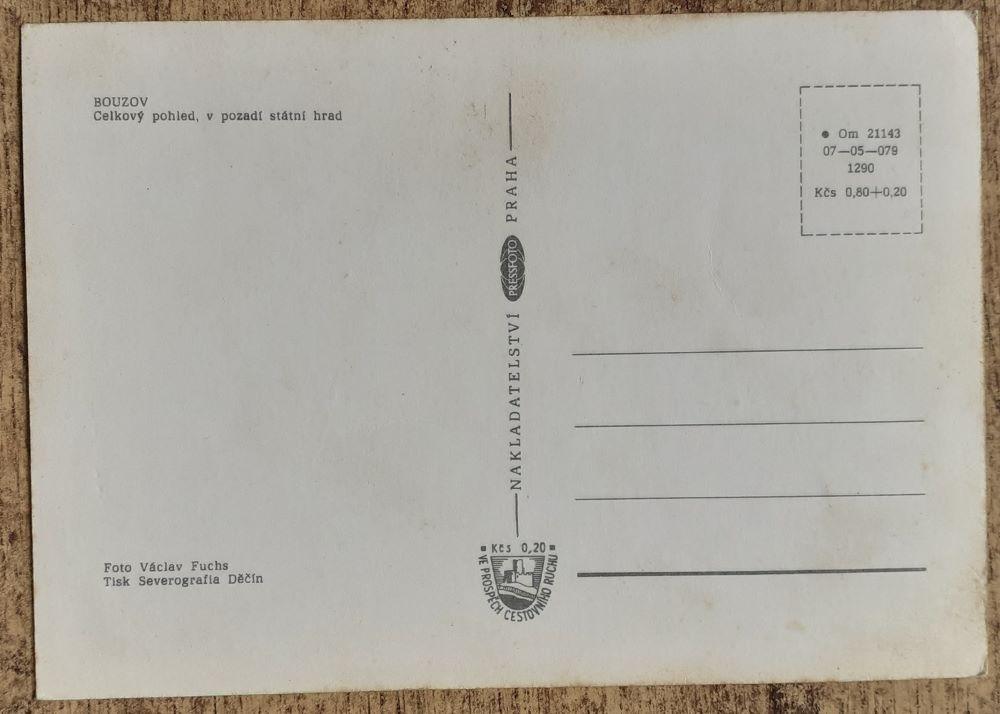 BOUZOV
Celkový pohled, v pozadí státní hrad
Foto Václav Fuchs
Tisk Severografia Děčín
NAKLADATELSTVÍ PRESSFOTO PRAHA
Kčs 0,20
VE PROSPĚCH CESTOVNÍHO RUCHU
● Om 21143
07—05—079
1290
Kčs 0,80+0,20